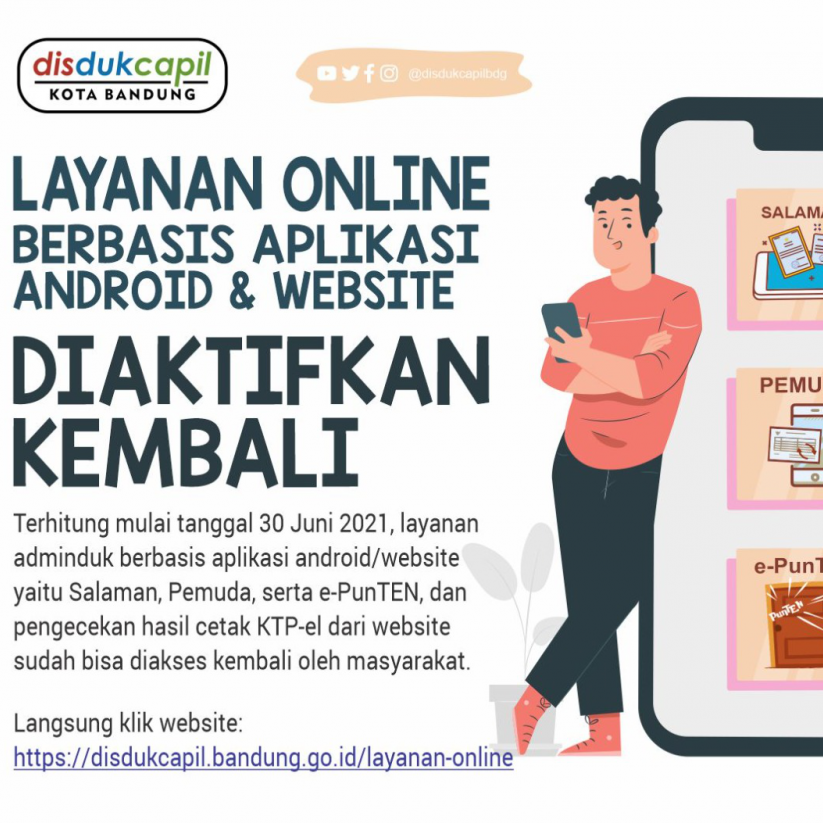 disdukcapil
KOTA BANDUNG
@disdukcapilbdg
LAYANAN ONLINE
BERBASIS APLIKASI
ANDROID & WEBSITE
DIAKTIFKAN
KEMBALI
Terhitung mulai tanggal 30 Juni 2021, layanan
adminduk berbasis aplikasi android/website
yaitu Salaman, Pemuda, serta e-PunTEN, dan
pengecekan hasil cetak KTP-el dari website
sudah bisa diakses kembali oleh masyarakat.
Langsung klik website:
https://disdukcapil.bandung.go.id/layanan-online
SALAMA
PEMU
e-PunT
PunTEN